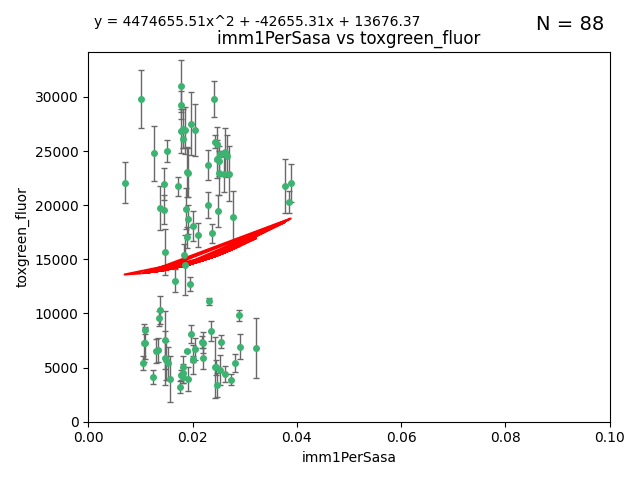 y = 4474655.51x^2 + -42655.31x + 13676.37
N = 88
imm1PerSasa vs toxgreen_fluor
30000
25000
20000
15000
10000
5000
0
toxgreen_fluor
0.00 0.02 0.04 0.06 0.08 0.10
imm1PerSasa